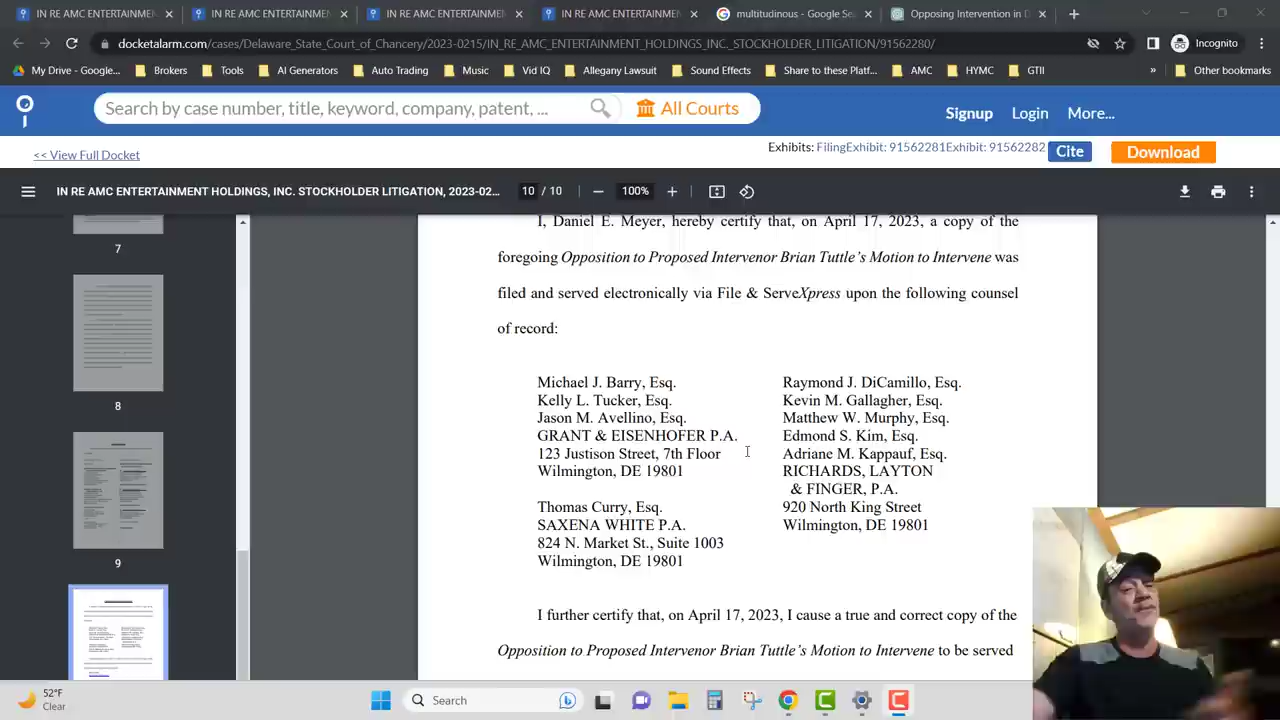 IN RE AMC ENTERTAINMENT
IN RE AMC ENTERTAINMENT
IN RE AMC ENTERTAINMENT
IN RE AMC ENTERTAINMENT
multitudinous - Google Sea
Opposing Intervention in D
docketalarm.com/cases/Delaware_State_Court_of_Chancery/2023-0215/IN_RE_AMC_ENTERTAINMENT_HOLDINGS_INC._STOCKHOLDER_LITIGATION/91562280/
Incognito
My Drive - Google...
Brokers
Tools
AI Generators
Auto Trading
Music
Vid IQ
Allegany Lawsuit
Sound Effects
Share to these Platf...
AMC
HYMC
GTII
»
Other bookmarks
Search by case number, title, keyword, company, patent, ...
All Courts
Signup
Login
More...
<< View Full Docket
Exhibits: FilingExhibit: 91562281Exhibit: 91562282
Cite
Download
IN RE AMC ENTERTAINMENT HOLDINGS, INC. STOCKHOLDER LITIGATION, 2023-02...
10 / 10
100%
7
8
9
I, Daniel E. Meyer, hereby certify that, on April 17, 2023, a copy of the
foregoing Opposition to Proposed Intervenor Brian Tuttle's Motion to Intervene was
filed and served electronically via File & ServeXpress upon the following counsel
of record:
Michael J. Barry, Esq.
Kelly L. Tucker, Esq.
Jason M. Avellino, Esq.
GRANT & EISENHOFER P.A.
123 Justison Street, 7th Floor
Wilmington, DE 19801
Thomas Curry, Esq.
SAXENA WHITE P.A.
824 N. Market St., Suite 1003
Wilmington, DE 19801
Raymond J. DiCamillo, Esq.
Kevin M. Gallagher, Esq.
Matthew W. Murphy, Esq.
Edmond S. Kim, Esq.
Adriane M. Kappauf, Esq.
RICHARDS, LAYTON
& FINGER, P.A.
920 North King Street
Wilmington, DE 19801
I further certify that, on April 17, 2023, I cause a true and correct copy of the
Opposition to Proposed Intervenor Brian Tuttle's Motion to Intervene to be served
52°F
Clear
Search